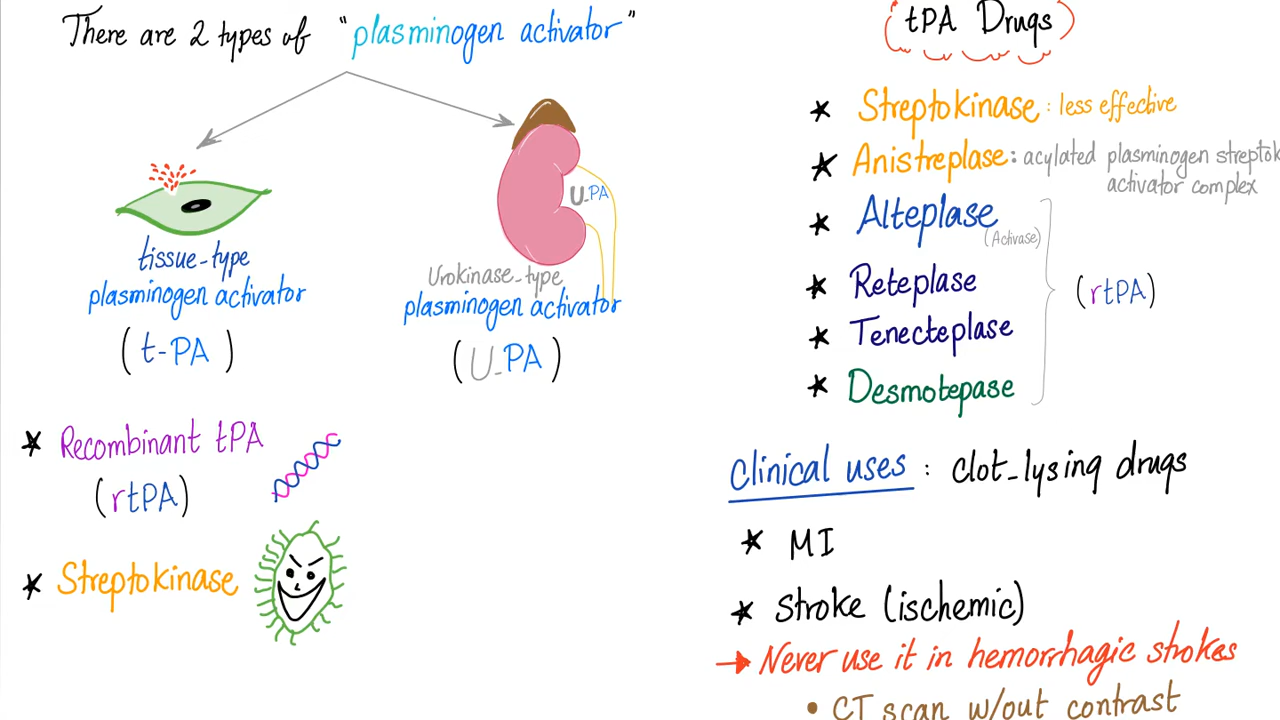 There are 2 types of "plasminogen activator"
U-PA
tissue-type
plasminogen activator
(t-PA)
Urokinase-type
plasminogen activator
(U-PA)
★ Recombinant tPA
(rtPA)
★ Streptokinase
(tPA Drugs)
★ Streptokinase: less effective
★ Anistreplase: acylated plasminogen streptok
activator complex
★ Alteplase
(Activase)
★ Reteplase
★ Tenecteplase
★ Desmotepase
(rtPA)
Clinical uses: Clot-lysing drugs
★ MI
★ Stroke (ischemic)
→ Never use it in hemorrhagic strokes
• CT scan w/out contrast